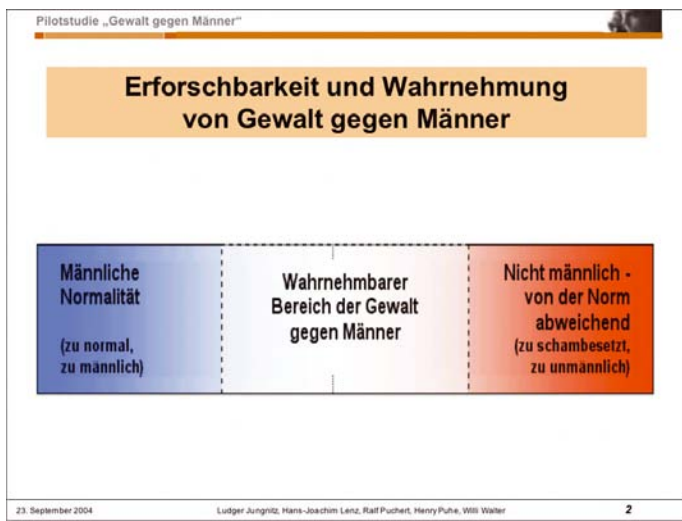 Pilotstudie „Gewalt gegen Männer“
Erforschbarkeit und Wahrnehmung
von Gewalt gegen Männer
Männliche
Normalität
(zu normal,
zu männlich)
Wahrnehmbarer
Bereich der Gewalt
gegen Männer
Nicht männlich -
von der Norm
abweichend
(zu schambesetzt,
zu unmännlich)
23. September 2004
Ludger Jungnitz, Hans-Joachim Lenz, Ralf Puchert, Henry Puhe, Willi Walter
2